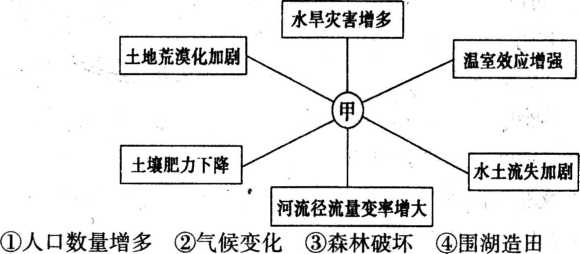 水旱灾害增多
土地荒漠化加剧
温室效应增强
甲
土壤肥力下降
水土流失加剧
河流径流量变率增大
①人口数量增多 ②气候变化 ③森林破坏 ④围湖造田